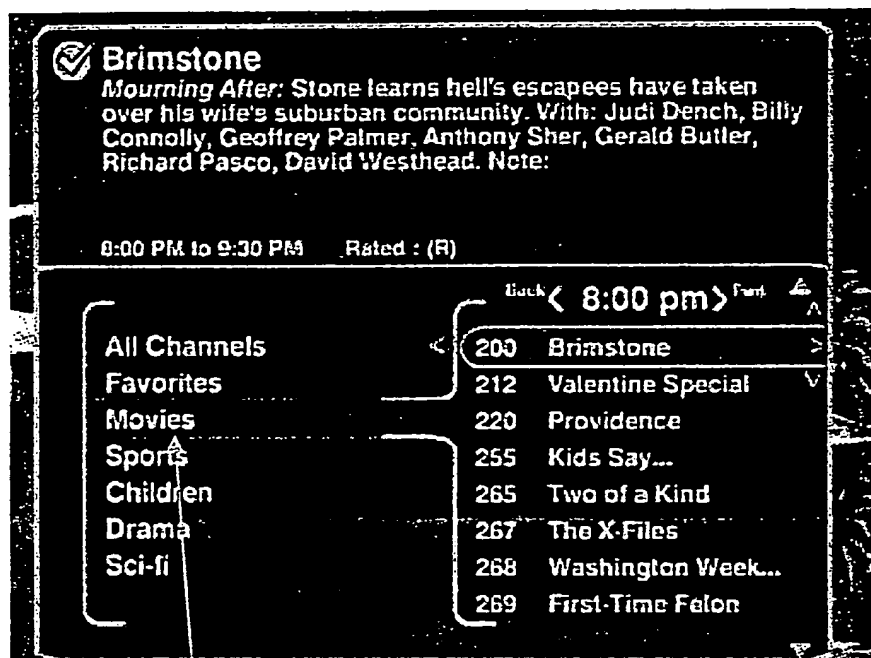 Brimstone
Mourning After: Stone learns hell's escapees have taken
over his wife's suburban community. With: Judi Dench, Billy
Connolly, Geoffrey Palmer, Anthony Sher, Gerald Butler,
Richard Pasco, David Westhead. Note:
8:00 PM to 9:30 PM Rated : (R)
Back < 8:00 pm >
All Channels < 200 Brimstone >
Favorites 212 Valentine Special
Movies 220 Providence
Sports 255 Kids Say...
Children 265 Two of a Kind
Drama 267 The X-Files
Sci-fi 268 Washington Week...
269 First-Time Felon